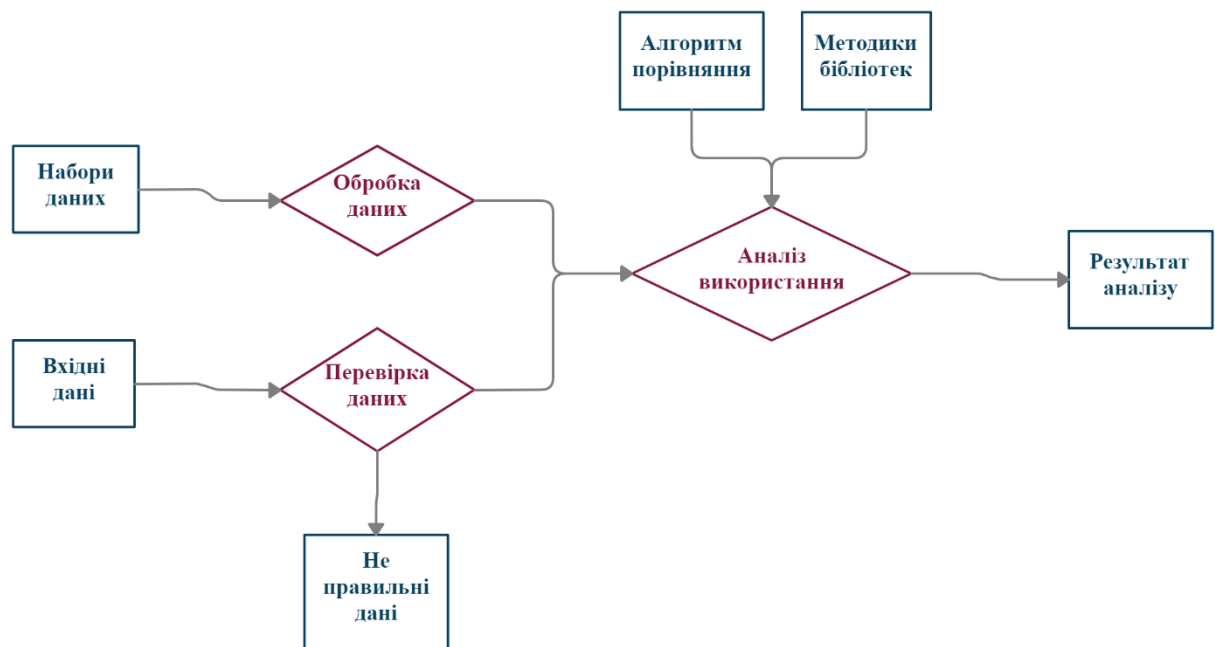 Алгоритм
порівняння
Методики
бібліотек
Набори
даних
Обробка
даних
Аналіз
використання
Результат
аналізу
Вхідні
дані
Перевірка
даних
Не
правильні
дані